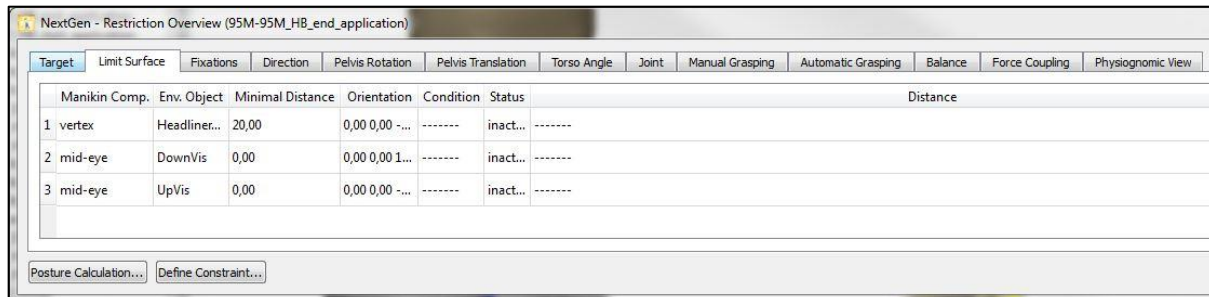 NextGen - Restriction Overview (95M-95M_HB_end_application)
Target Limit Surface Fixations Direction Pelvis Rotation Pelvis Translation Torso Angle Joint Manual Grasping Automatic Grasping Balance Force Coupling Physiognomic View
Manikin Comp. Env. Object Minimal Distance Orientation Condition Status Distance
1 vertex Headliner... 20,00 0,00 0,00 -... ------- inact... -------
2 mid-eye DownVis 0,00 0,00 0,00 1... ------- inact... -------
3 mid-eye UpVis 0,00 0,00 0,00 -... ------- inact... -------
Posture Calculation... Define Constraint...